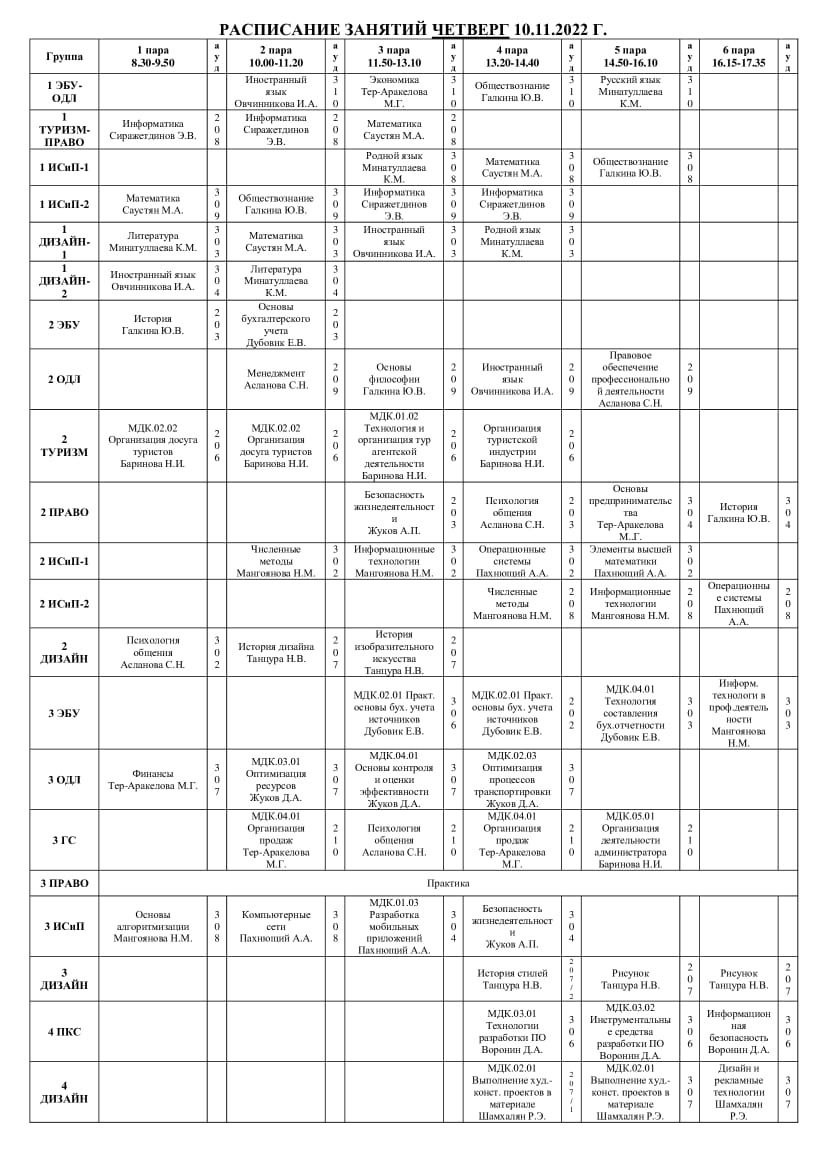 РАСПИСАНИЕ ЗАНЯТИЙ ЧЕТВЕРГ 10.11.2022 Г.
Группа | 1 пара 8.30-9.50 | ауд | 2 пара 10.00-11.20 | ауд | 3 пара 11.50-13.10 | ауд | 4 пара 13.20-14.40 | ауд | 5 пара 14.50-16.10 | ауд | 6 пара 16.15-17.35 | ауд
1 ЭБУ-ОДЛ | | | Иностранный язык Овчинникова И.А. | 310 | Экономика Тер-Аракелова М.Г. | 310 | Обществознание Галкина Ю.В. | 310 | Русский язык Минатуллаева К.М. | 310 | |
1 ТУРИЗМ-ПРАВО | Информатика Сиражетдинов Э.В. | 208 | Информатика Сиражетдинов Э.В. | 208 | Математика Саустян М.А. | 208 | | | | | |
1 ИСиП-1 | | | | | Родной язык Минатуллаева К.М. | 308 | Математика Саустян М.А. | 308 | Обществознание Галкина Ю.В. | 308 | |
1 ИСиП-2 | Математика Саустян М.А. | 309 | Обществознание Галкина Ю.В. | 309 | Информатика Сиражетдинов Э.В. | 309 | Информатика Сиражетдинов Э.В. | 309 | | | |
1 ДИЗАЙН-1 | Литература Минатуллаева К.М. | 303 | Математика Саустян М.А. | 303 | Иностранный язык Овчинникова И.А. | 303 | Родной язык Минатуллаева К.М. | 303 | | | |
1 ДИЗАЙН-2 | Иностранный язык Овчинникова И.А. | 304 | Литература Минатуллаева К.М. | 304 | | | | | | | |
2 ЭБУ | История Галкина Ю.В. | 203 | Основы бухгалтерского учета Дубовик Е.В. | 203 | | | | | | | |
2 ОДЛ | | | Менеджмент Асланова С.Н. | 209 | Основы философии Галкина Ю.В. | 209 | Иностранный язык Овчинникова И.А. | 209 | Правовое обеспечение профессионально й деятельности Асланова С.Н. | 209 | |
2 ТУРИЗМ | МДК.02.02 Организация досуга туристов Баринова Н.И. | 206 | МДК.02.02 Организация досуга туристов Баринова Н.И. | 206 | МДК.01.02 Технология и организация тур агентской деятельности Баринова Н.И. | 206 | Организация туристской индустрии Баринова Н.И. | 206 | | | |
2 ПРАВО | | | | | Безопасность жизнедеятельност и Жуков А.П. | 203 | Психология общения Асланова С.Н. | 203 | Основы предпринимательс тва Тер-Аракелова М..Г. | 304 | История Галкина Ю.В. | 304
2 ИСиП-1 | | | Численные методы Мангоянова Н.М. | 302 | Информационные технологии Мангоянова Н.М. | 302 | Операционные системы Пахнющий А.А. | 302 | Элементы высшей математики Пахнющий А.А. | 302 | |
2 ИСиП-2 | | | | | | | Численные методы Мангоянова Н.М. | 208 | Информационные технологии Мангоянова Н.М. | 208 | Операционны е системы Пахнющий А.А. | 208
2 ДИЗАЙН | Психология общения Асланова С.Н. | 302 | История дизайна Танцура Н.В. | 207 | История изобразительного искусства Танцура Н.В. | 207 | | | | | |
3 ЭБУ | | | | | МДК.02.01 Практ. основы бух. учета источников Дубовик Е.В. | 306 | МДК.02.01 Практ. основы бух. учета источников Дубовик Е.В. | 202 | МДК.04.01 Технология составления бух.отчетности Дубовик Е.В. | 303 | Информ. технологи в проф.деятель ности Мангоянова Н.М. | 303
3 ОДЛ | Финансы Тер-Аракелова М.Г. | 307 | МДК.03.01 Оптимизация ресурсов Жуков Д.А. | 307 | МДК.04.01 Основы контроля и оценки эффективности Жуков Д.А. | 307 | МДК.02.03 Оптимизация процессов транспортировки Жуков Д.А. | 307 | | | |
3 ГС | | | МДК.04.01 Организация продаж Тер-Аракелова М.Г. | 210 | Психология общения Асланова С.Н. | 210 | МДК.04.01 Организация продаж Тер-Аракелова М.Г. | 210 | МДК.05.01 Организация деятельности администратора Баринова Н.И. | 210 | |
3 ПРАВО | Практика
3 ИСиП | Основы алгоритмизации Мангоянова Н.М. | 308 | Компьютерные сети Пахнющий А.А. | 308 | МДК.01.03 Разработка мобильных приложений Пахнющий А.А. | 304 | Безопасность жизнедеятельност и Жуков А.П. | 304 | | | |
3 ДИЗАЙН | | | | | | | История стилей Танцура Н.В. | 207/2 | Рисунок Танцура Н.В. | 207 | Рисунок Танцура Н.В. | 207
4 ПКС | | | | | | | МДК.03.01 Технологии разработки ПО Воронин Д.А. | 306 | МДК.03.02 Инструментальны е средства разработки ПО Воронин Д.А. | 306 | Информацион ная безопасность Воронин Д.А. | 306
4 ДИЗАЙН | | | | | | | МДК.02.01 Выполнение худ.-конст. проектов в материале Шамхалян Р.Э. | 207/1 | МДК.02.01 Выполнение худ.-конст. проектов в материале Шамхалян Р.Э. | 307 | Дизайн и рекламные технологии Шамхалян Р.Э. | 307